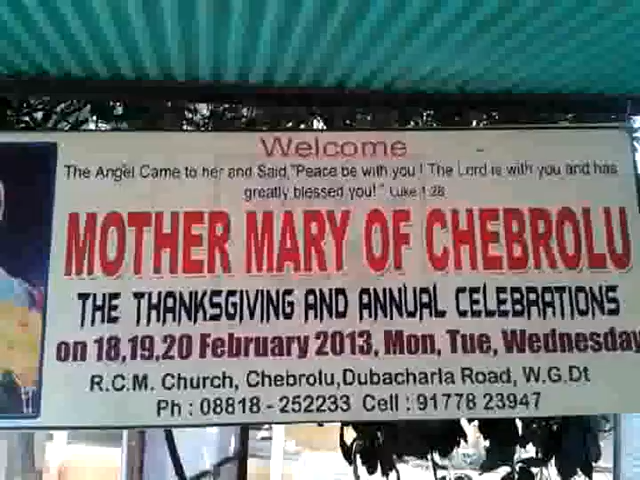 Welcome
The Angel Came to her and Said,"Peace be with you ! The Lord is with you and has
greatly blessed you!" Luke 1:28
MOTHER MARY OF CHEBROLU
THE THANKSGIVING AND ANNUAL CELEBRATIONS
on 18,19,20 February 2013, Mon, Tue, Wednesday
R.C.M. Church, Chebrolu,Dubacharla Road, W.G.Dt
Ph : 08818 - 252233 Cell : 91778 23947